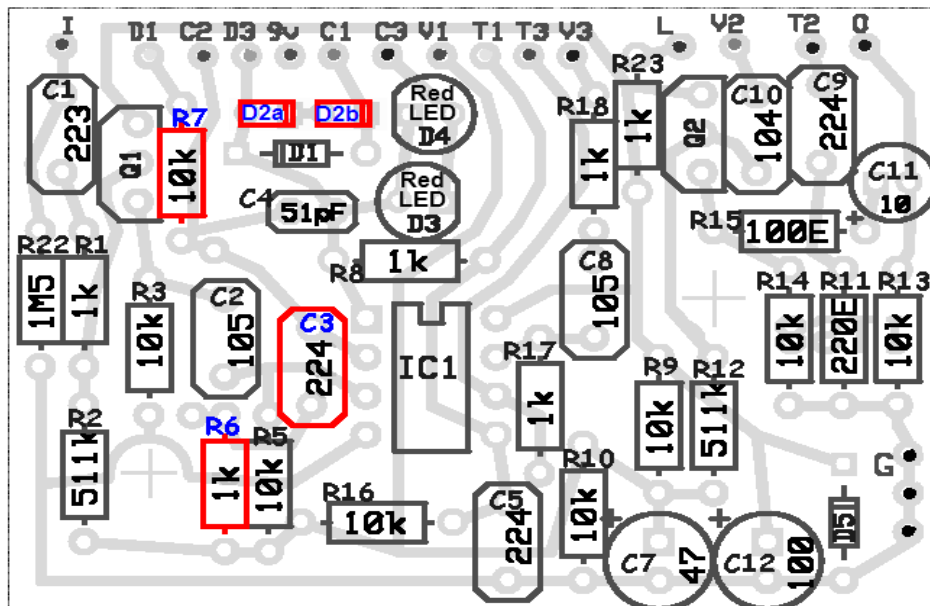 I D1 C2 D3 9v C1 C3 V1 T1 T3 V3 L V2 T2 O
C1 223
Q1
R7 10k
D2a D2b
D1
C4 51pF
Red LED D4
Red LED D3
R8 1k
R18 1k
R23 1k
Q2
C10 104
C9 224
C11 10
R15 100E +
R22 1M5
R1 1k
R3 10k
C2 105
C3 224
IC1
C8 105
R14 10k
R11 220E
R13 10k
R17 1k
R9 10k
R12 511k
R2 511k
R6 1k
R5 10k
R16 10k
C5 224
R10 10k
+ C7 47
+ C12 100
D5
G